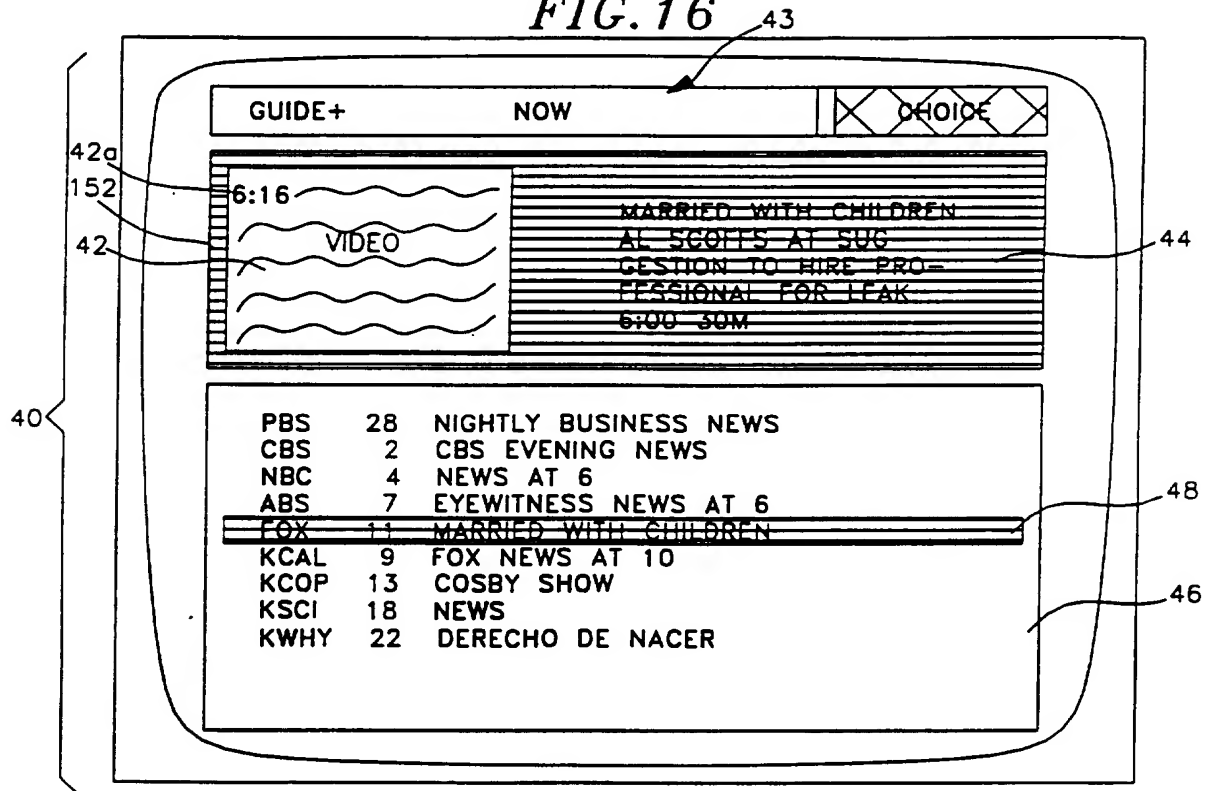 FIG. 16
43
GUIDE+ NOW CHOICE
42a
152
42
40
6:16
VIDEO
MARRIED WITH CHILDREN
AL SCOFFS AT SUG
GESTION TO HIRE PRO-
FESSIONAL FOR LEAK
6:00 30M
44
PBS 28 NIGHTLY BUSINESS NEWS
CBS 2 CBS EVENING NEWS
NBC 4 NEWS AT 6
ABS 7 EYEWITNESS NEWS AT 6
FOX 11 MARRIED WITH CHILDREN
KCAL 9 FOX NEWS AT 10
KCOP 13 COSBY SHOW
KSCI 18 NEWS
KWHY 22 DERECHO DE NACER
48
46